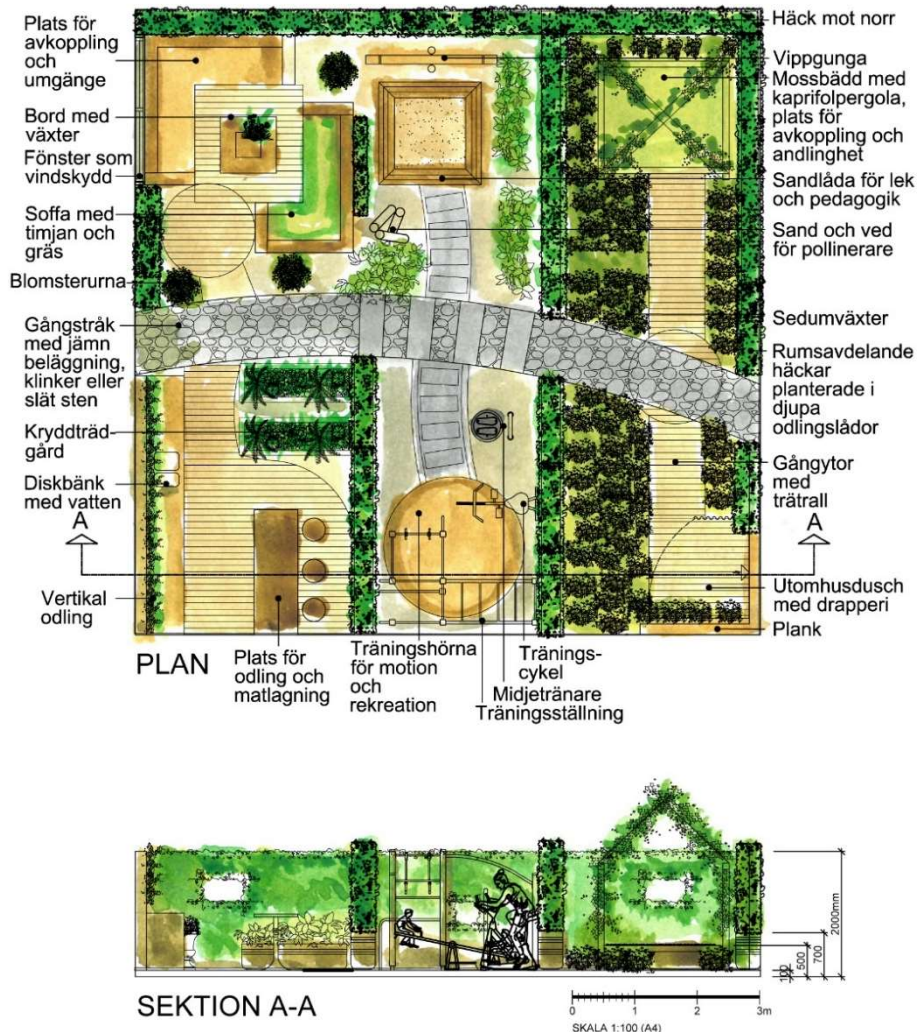 Plats för
avkoppling
och
umgänge
Bord med
växter
Fönster som
vindskydd
Soffa med
timjan och
gräs
Blomsterurna
Gångstråk
med jämn
beläggning,
klinker eller
slät sten
Kryddträd-
gård
Diskbänk
med vatten
A
Vertikal
odling
Häck mot norr
Vippgunga
Mossbädd med
kaprifolpergola,
plats för
avkoppling och
andlinghet
Sandlåda för lek
och pedagogik
Sand och ved
för pollinerare
Sedumväxter
Rumsavdelande
häckar
planterade i
djupa
odlingslådor
Gångytor
med
trätrall
A
Utomhusdusch
med drapperi
Plank
PLAN
Plats för
odling och
matlagning
Träningshörna
för motion
och
rekreation
Tränings-
cykel
Midjetränare
Träningsställning
100
500
700
2000mm
SEKTION A-A
0 1 2 3m
SKALA 1:100 (A4)